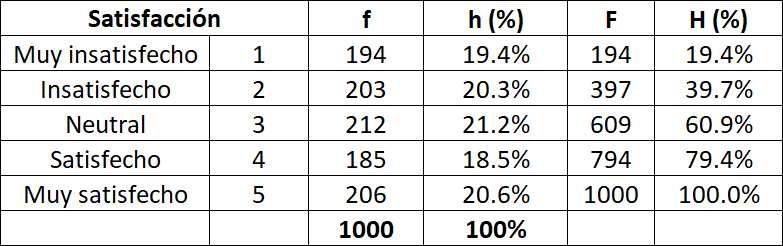 Satisfacción f h (%) F H (%)
Muy insatisfecho 1 194 19.4% 194 19.4%
Insatisfecho 2 203 20.3% 397 39.7%
Neutral 3 212 21.2% 609 60.9%
Satisfecho 4 185 18.5% 794 79.4%
Muy satisfecho 5 206 20.6% 1000 100.0%
1000 100%